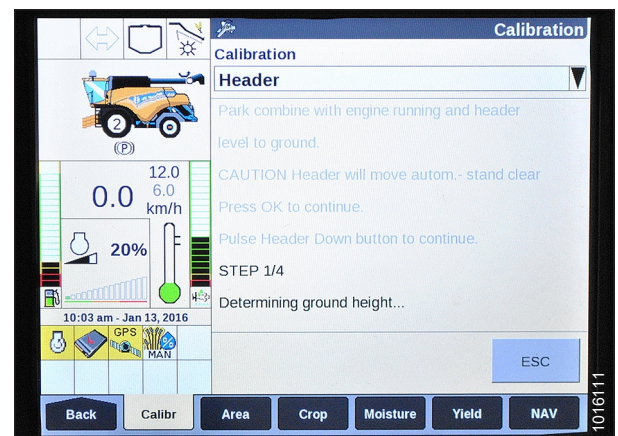 Calibration
Calibration
Header
Park combine with engine running and header
level to ground.
CAUTION Header will move autom.- stand clear
Press OK to continue.
Pulse Header Down button to continue.
STEP 1/4
Determining ground height...
ESC
2
(P)
12.0
0.0
6.0
km/h
20%
10:03 am - Jan 13, 2016
GPS
%
MAN
Back
Calibr
Area
Crop
Moisture
Yield
NAV
1016111